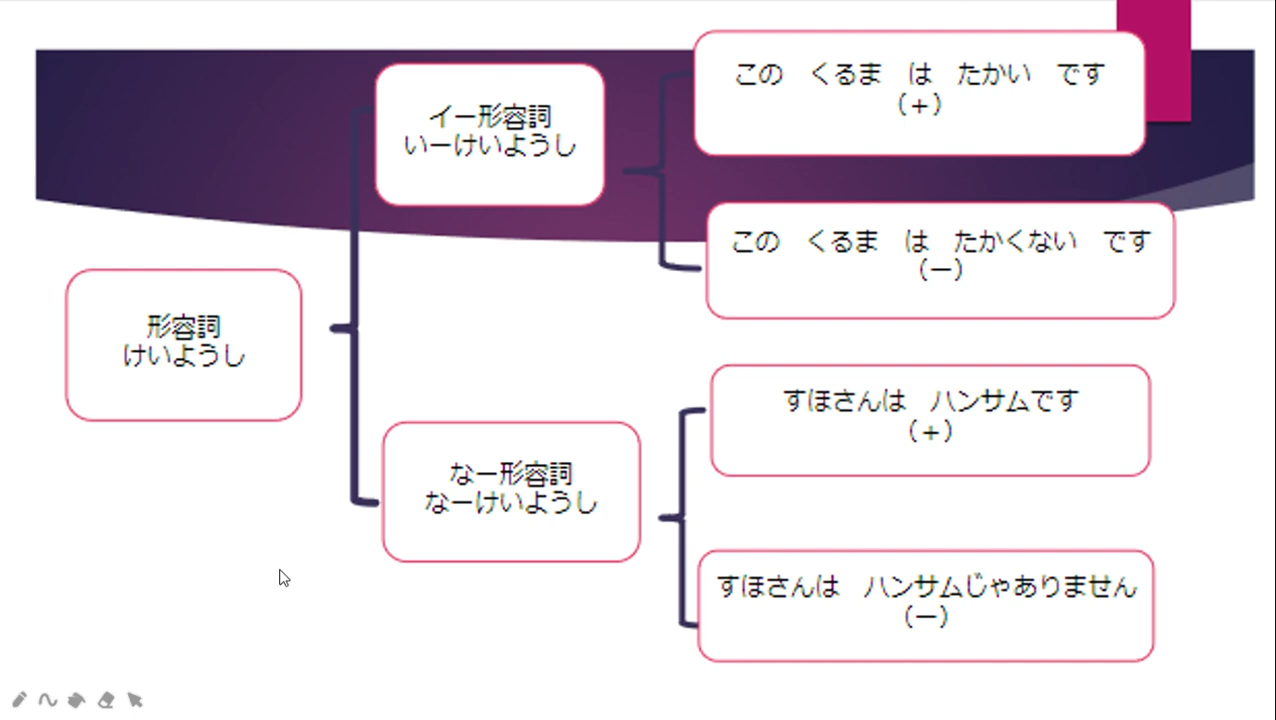 形容詞
けいようし
イー形容詞
いーけいようし
この　くるま　は　たかい　です
（＋）
この　くるま　は　たかくない　です
（ー）
なー形容詞
なーけいようし
すほさんは　ハンサムです
（＋）
すほさんは　ハンサムじゃありません
（ー）